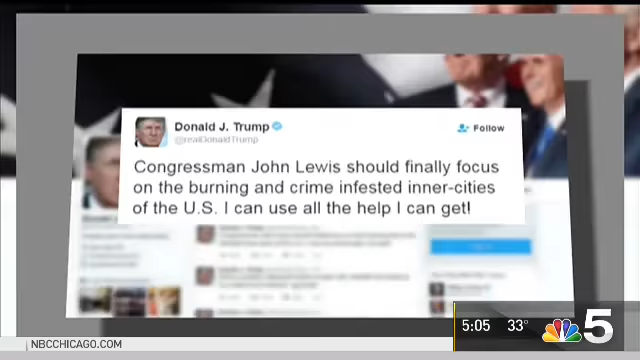 Donald J. Trump
@realDonaldTrump
Follow
Congressman John Lewis should finally focus
on the burning and crime infested inner-cities
of the U.S. I can use all the help I can get!
5:05 33° 5
NBCCHICAGO.COM